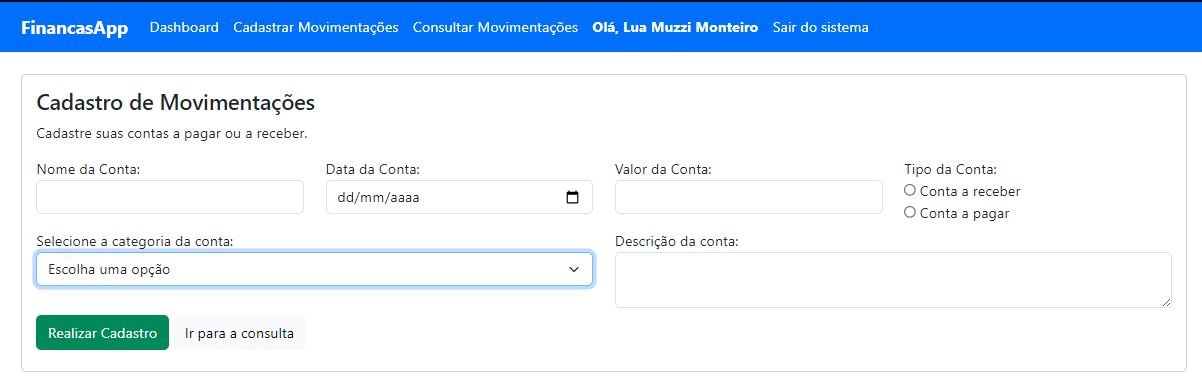 FinancasApp Dashboard Cadastrar Movimentações Consultar Movimentações Olá, Lua Muzzi Monteiro Sair do sistema
Cadastro de Movimentações
Cadastre suas contas a pagar ou a receber.
Nome da Conta: Data da Conta: Valor da Conta: Tipo da Conta:
dd/mm/aaaa
Conta a receber
Conta a pagar
Selecione a categoria da conta: Descrição da conta:
Escolha uma opção
Realizar Cadastro Ir para a consulta